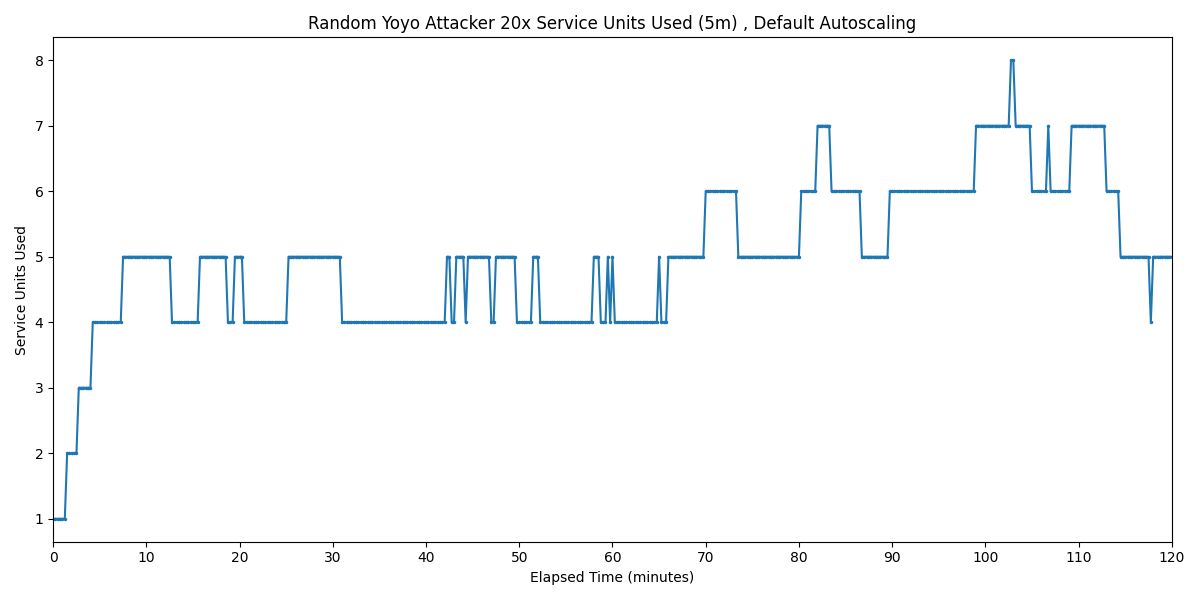 Random Yoyo Attacker 20x Service Units Used (5m) , Default Autoscaling
Service Units Used
8
7
6
5
4
3
2
1
0 10 20 30 40 50 60 70 80 90 100 110 120
Elapsed Time (minutes)